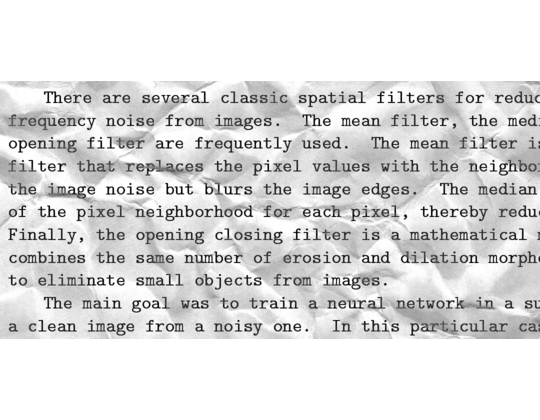 There are several classic spatial filters for reduc
frequency noise from images. The mean filter, the medi
opening filter are frequently used. The mean filter is
filter that replaces the pixel values with the neighbor
the image noise but blurs the image edges. The median
of the pixel neighborhood for each pixel, thereby reduc
Finally, the opening closing filter is a mathematical m
combines the same number of erosion and dilation morpho
to eliminate small objects from images.
The main goal was to train a neural network in a su
a clean image from a noisy one. In this particular cas